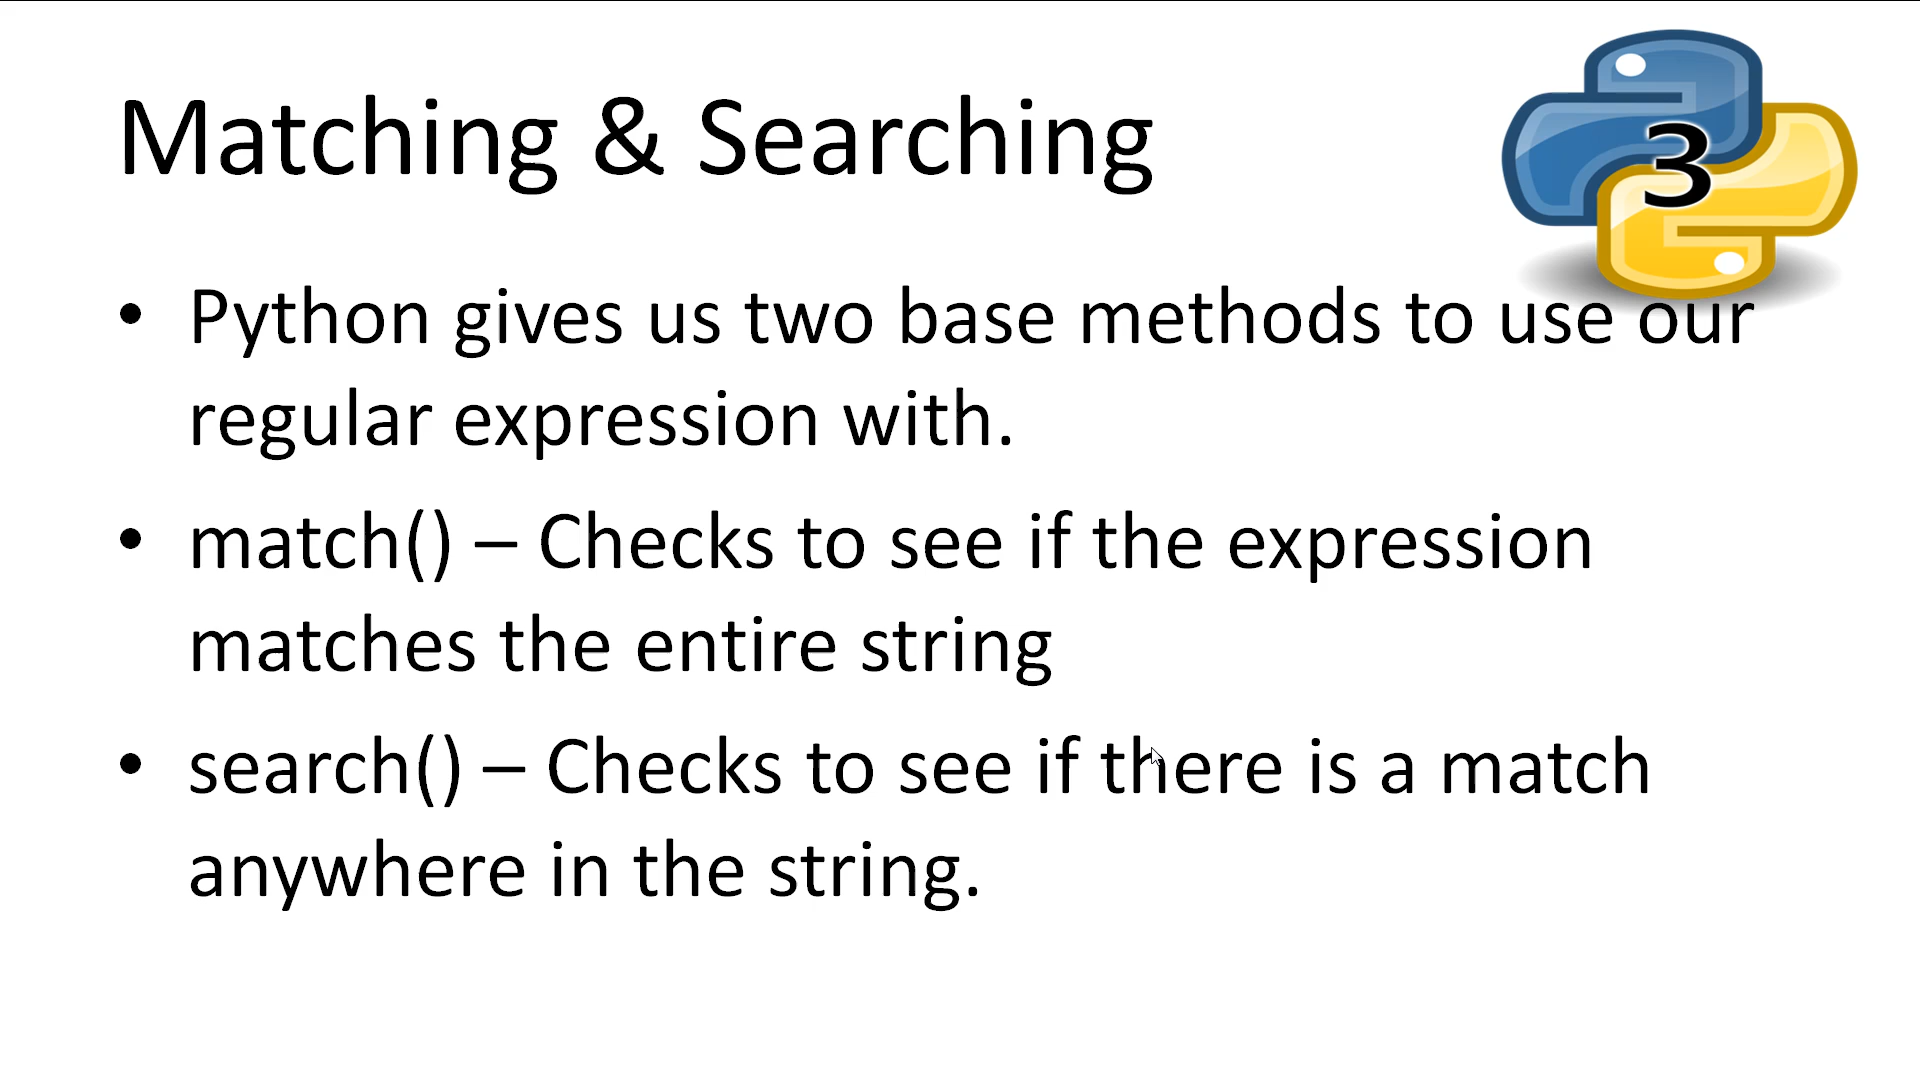 Matching & Searching
3
• Python gives us two base methods to use our
regular expression with.
• match() – Checks to see if the expression
matches the entire string
• search() – Checks to see if there is a match
anywhere in the string.